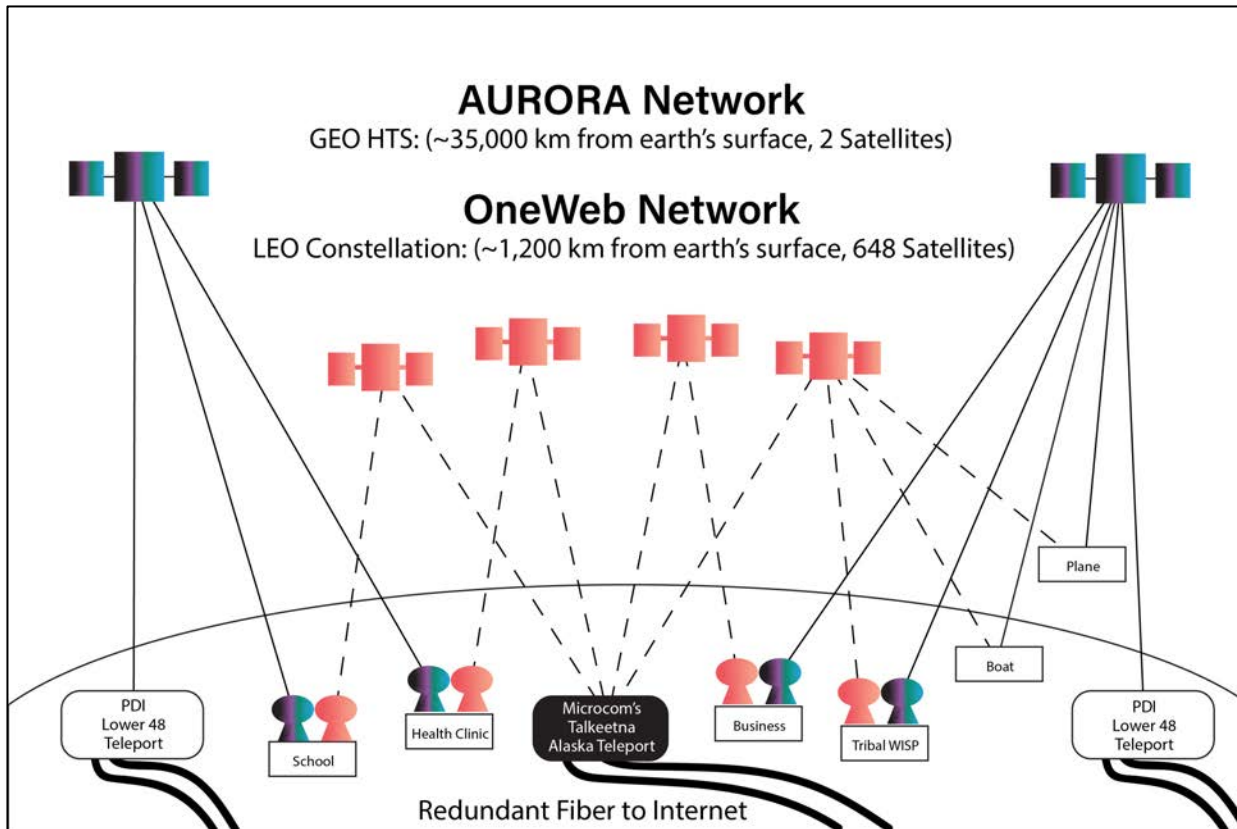 AURORA Network
GEO HTS: (~35,000 km from earth's surface, 2 Satellites)
OneWeb Network
LEO Constellation: (~1,200 km from earth's surface, 648 Satellites)
Plane
Boat
PDI
Lower 48
Teleport
School
Health Clinic
Microcom's
Talkeetna
Alaska Teleport
Business
Tribal WISP
PDI
Lower 48
Teleport
Redundant Fiber to Internet